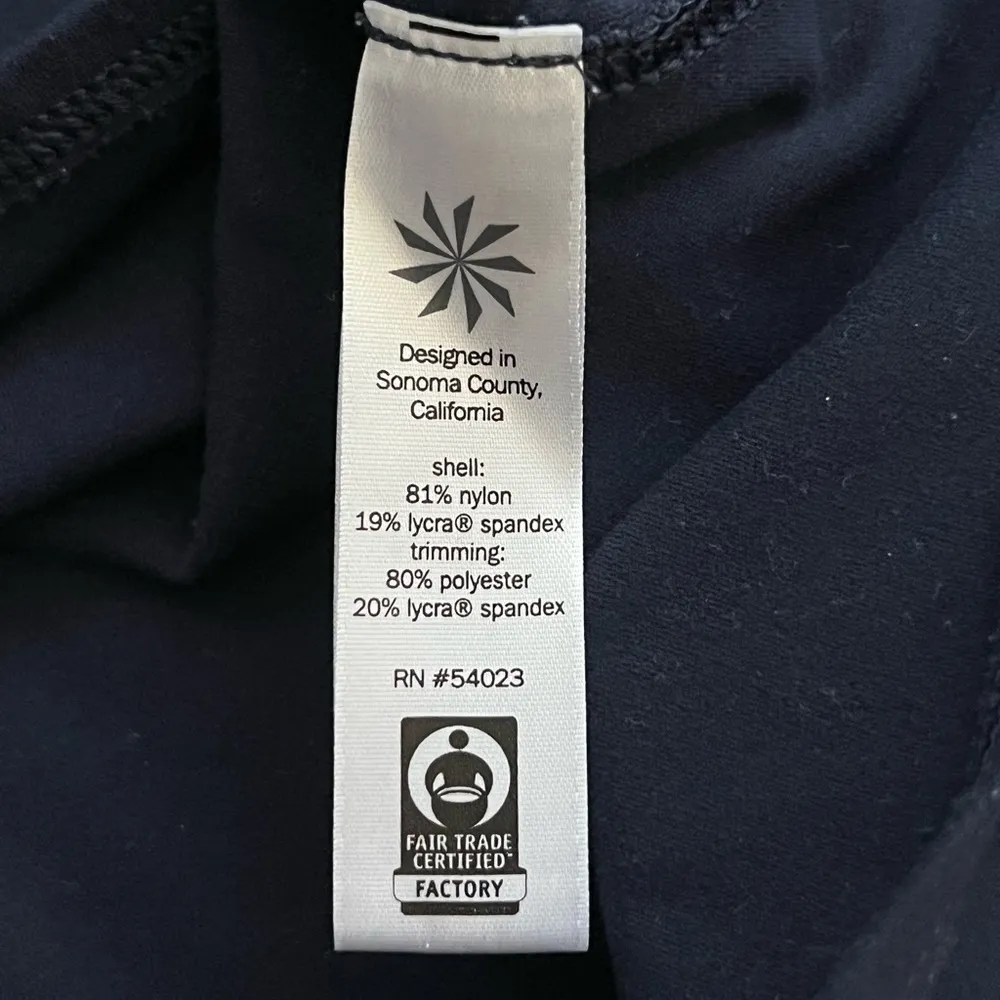 Designed in
Sonoma County,
California
shell:
81% nylon
19% lycra® spandex
trimming:
80% polyester
20% lycra® spandex
RN #54023
FAIR TRADE
CERTIFIED™
FACTORY